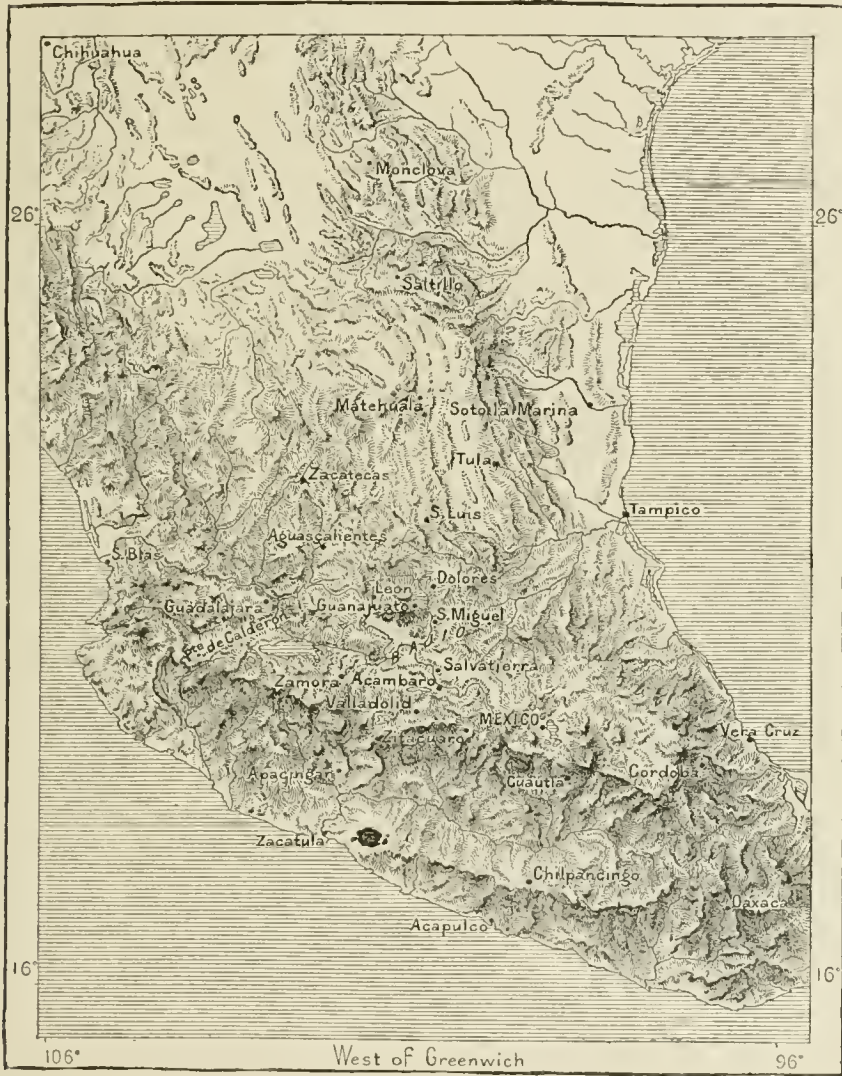 Chihuahua
Monclova
26° 26°
Saltillo
Matehuala Soto la Marina
Tula
Zacatecas
S. Luis Tampico
Aguascalientes
S. Blas
Dolores
Leon
Guadalajara Guanajuato
S. Miguel
Pte de Calderon
BAJIO
Salvatierra
Zamora Acambaro
Valladolid
MEXICO
Zitacuaro Vera Cruz
Apacingan Cuautla Cordoba
Zacatula
Chilpancingo
Oaxaca
Acapulco
16° 16°
106° West of Greenwich 96°